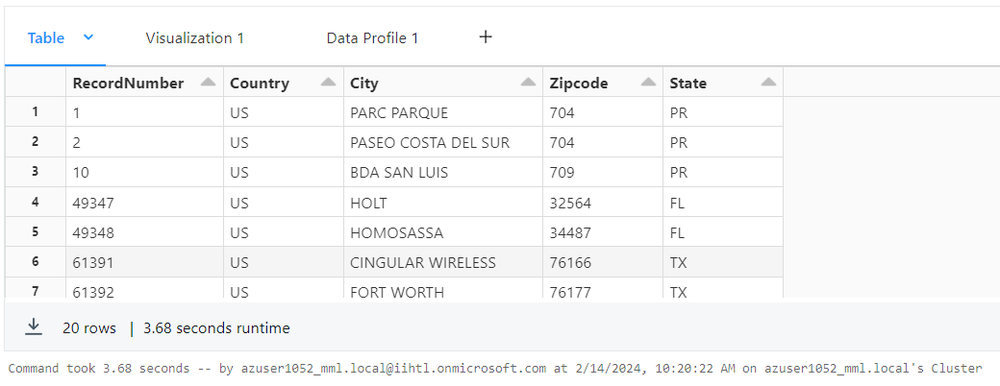 Table Visualization 1 Data Profile 1 +
RecordNumber Country City Zipcode State
1 1 US PARC PARQUE 704 PR
2 2 US PASEO COSTA DEL SUR 704 PR
3 10 US BDA SAN LUIS 709 PR
4 49347 US HOLT 32564 FL
5 49348 US HOMOSASSA 34487 FL
6 61391 US CINGULAR WIRELESS 76166 TX
7 61392 US FORT WORTH 76177 TX
20 rows | 3.68 seconds runtime
Command took 3.68 seconds -- by azuser1052_mml.local@iihtl.onmicrosoft.com at 2/14/2024, 10:20:22 AM on azuser1052_mml.local's Cluster